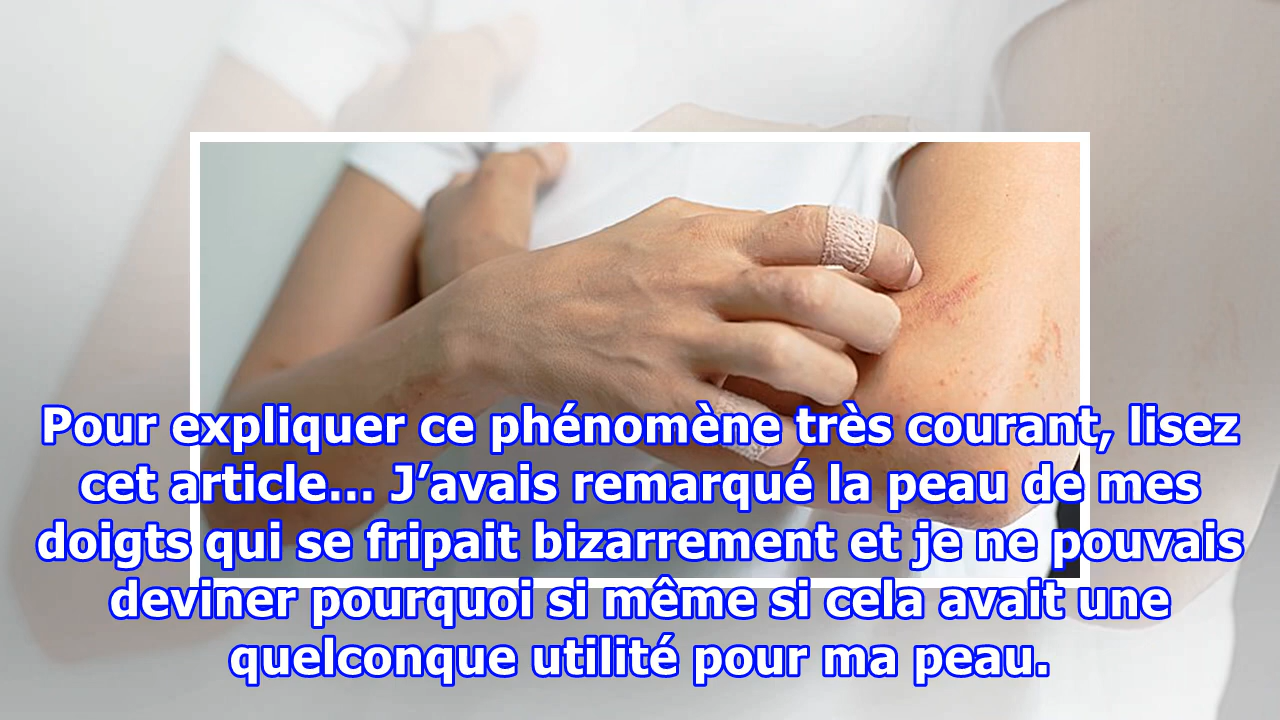 Pour expliquer ce phénomène très courant, lisez
cet article... J’avais remarqué la peau de mes
doigts qui se fripait bizarrement et je ne pouvais
deviner pourquoi si même si cela avait une
quelconque utilité pour ma peau.